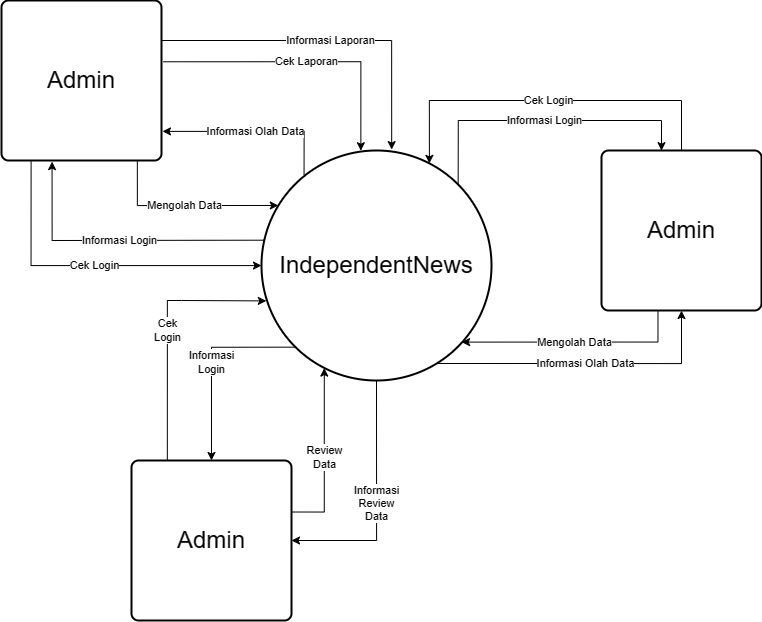 Informasi Laporan
Cek Laporan
Admin
Cek Login
Informasi Login
Informasi Olah Data
Mengolah Data
Admin
Informasi Login
Cek Login
IndependentNews
Cek
Login
Mengolah Data
Informasi
Login
Informasi Olah Data
Review
Data
Informasi
Review
Data
Admin